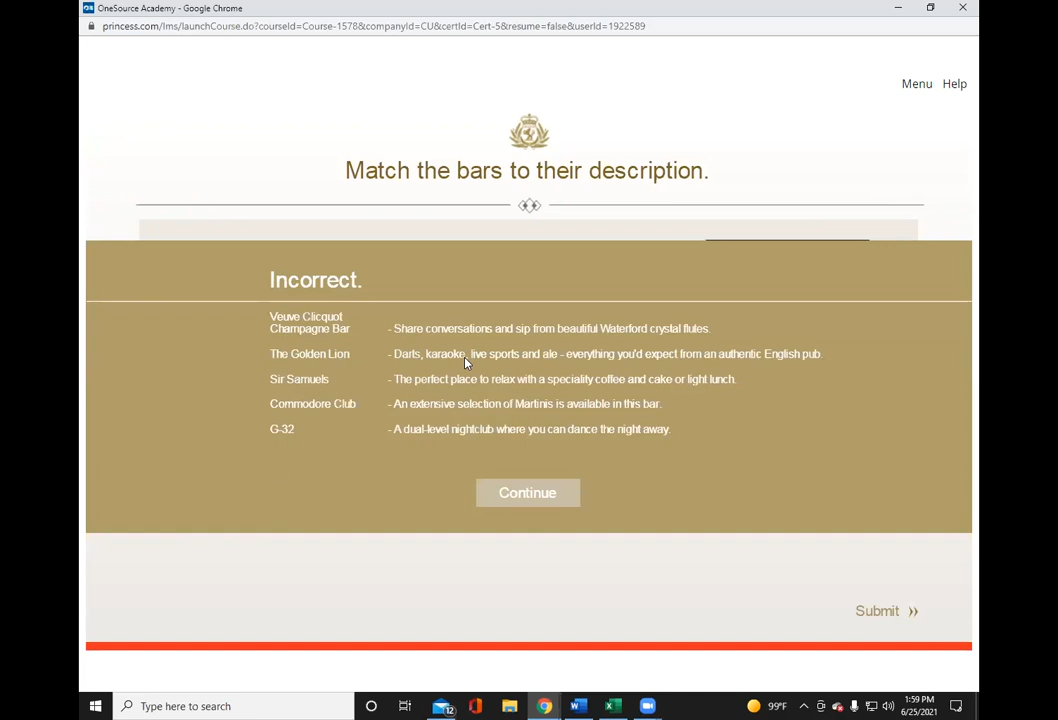 OneSource Academy - Google Chrome
princess.com/lms/launchCourse.do?courseId=Course-1578&companyId=CU&certId=Cert-5&resume=false&userId=1922589
Menu Help
Match the bars to their description.
Incorrect.
Veuve Clicquot
Champagne Bar - Share conversations and sip from beautiful Waterford crystal flutes.
The Golden Lion - Darts, karaoke, live sports and ale - everything you'd expect from an authentic English pub.
Sir Samuels - The perfect place to relax with a speciality coffee and cake or light lunch.
Commodore Club - An extensive selection of Martinis is available in this bar.
G-32 - A dual-level nightclub where you can dance the night away.
Continue
Submit
Type here to search
12
99°F
1:59 PM
6/25/2021